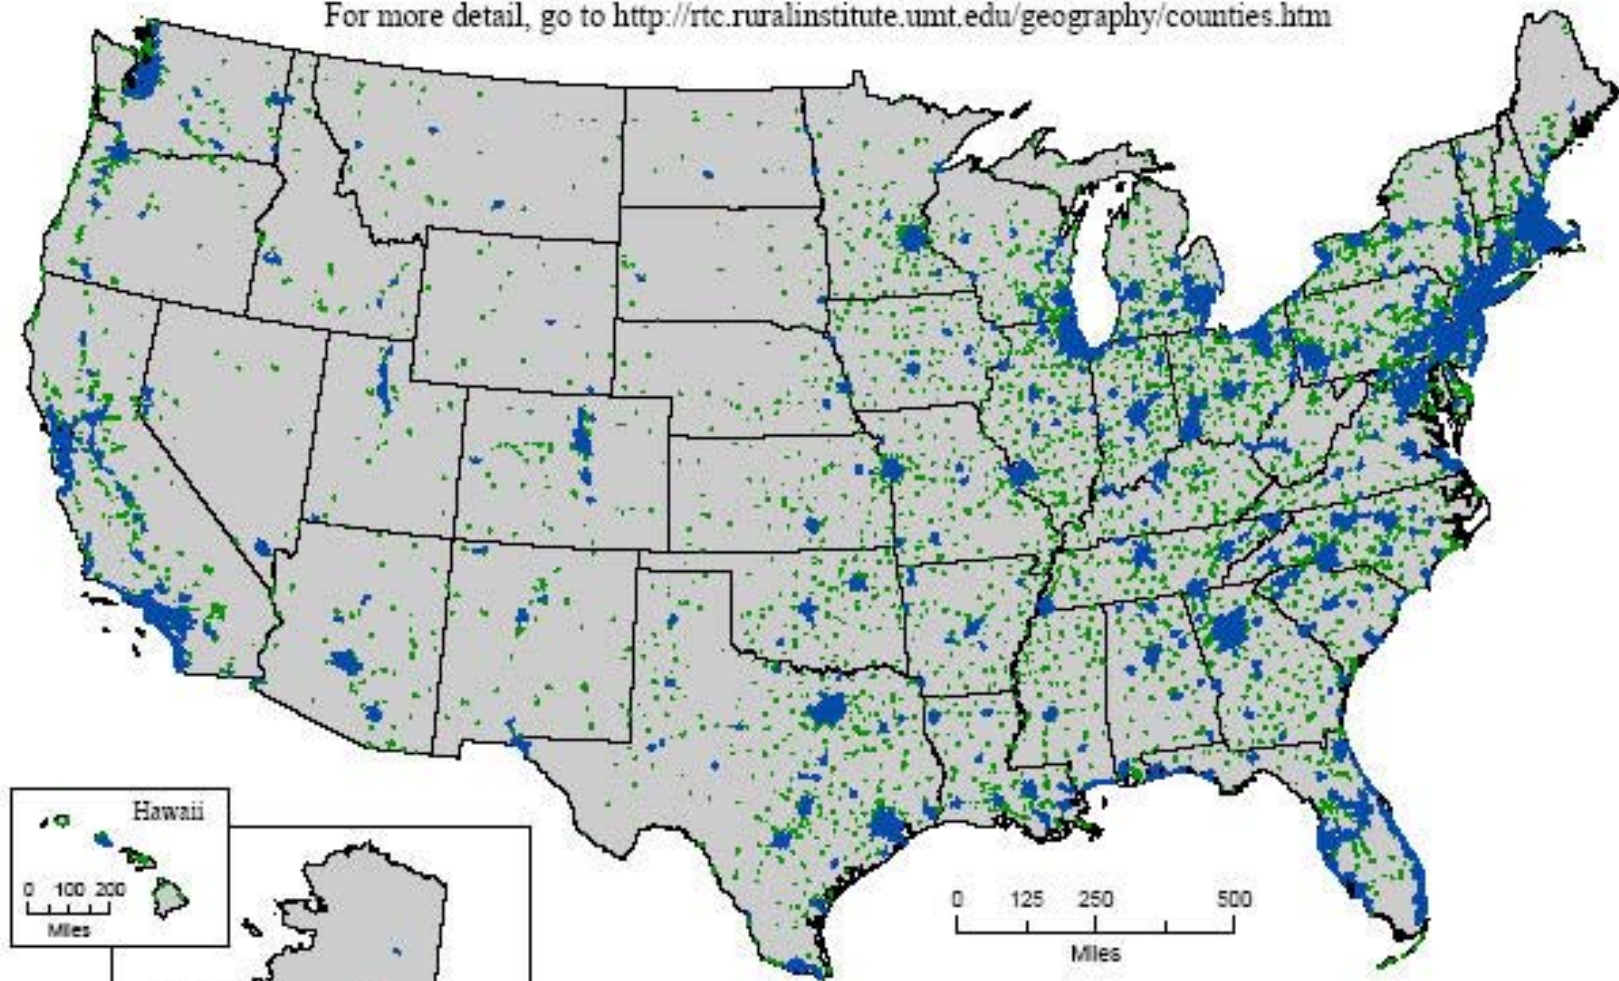 For more detail, go to http://rtc.ruralinstitute.umt.edu/geography/counties.htm
Hawaii
0 100 200
Miles
0 125 250 500
Miles